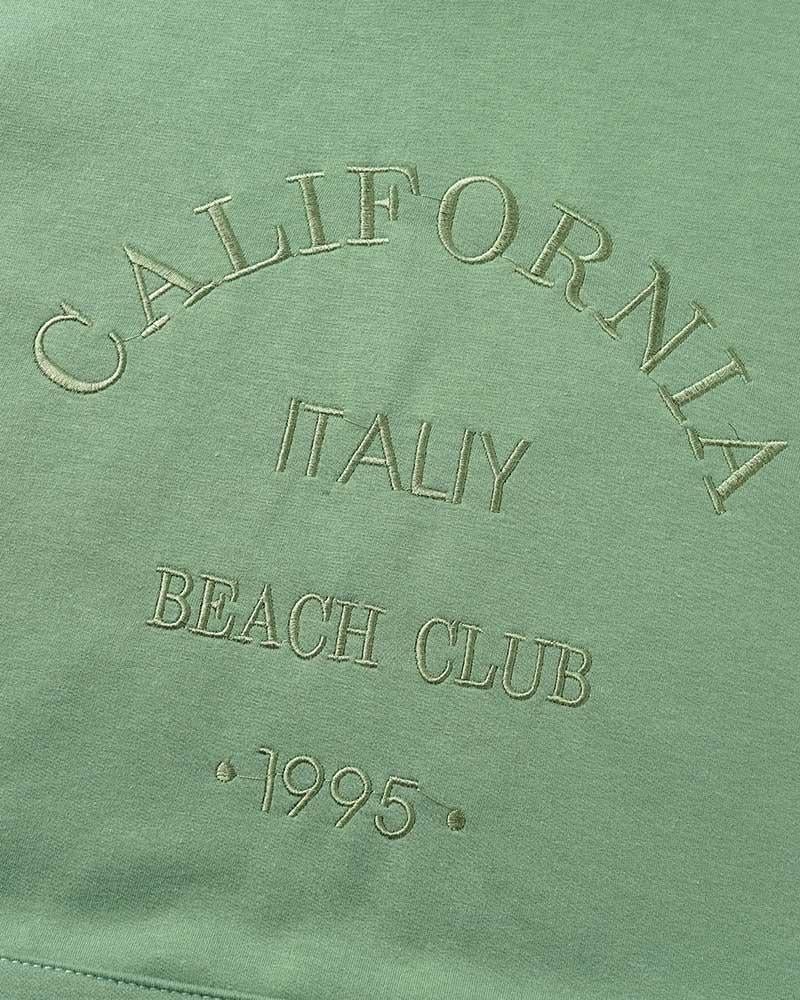 CALIFORNIA
ITALIY
BEACH CLUB
• 1995 •